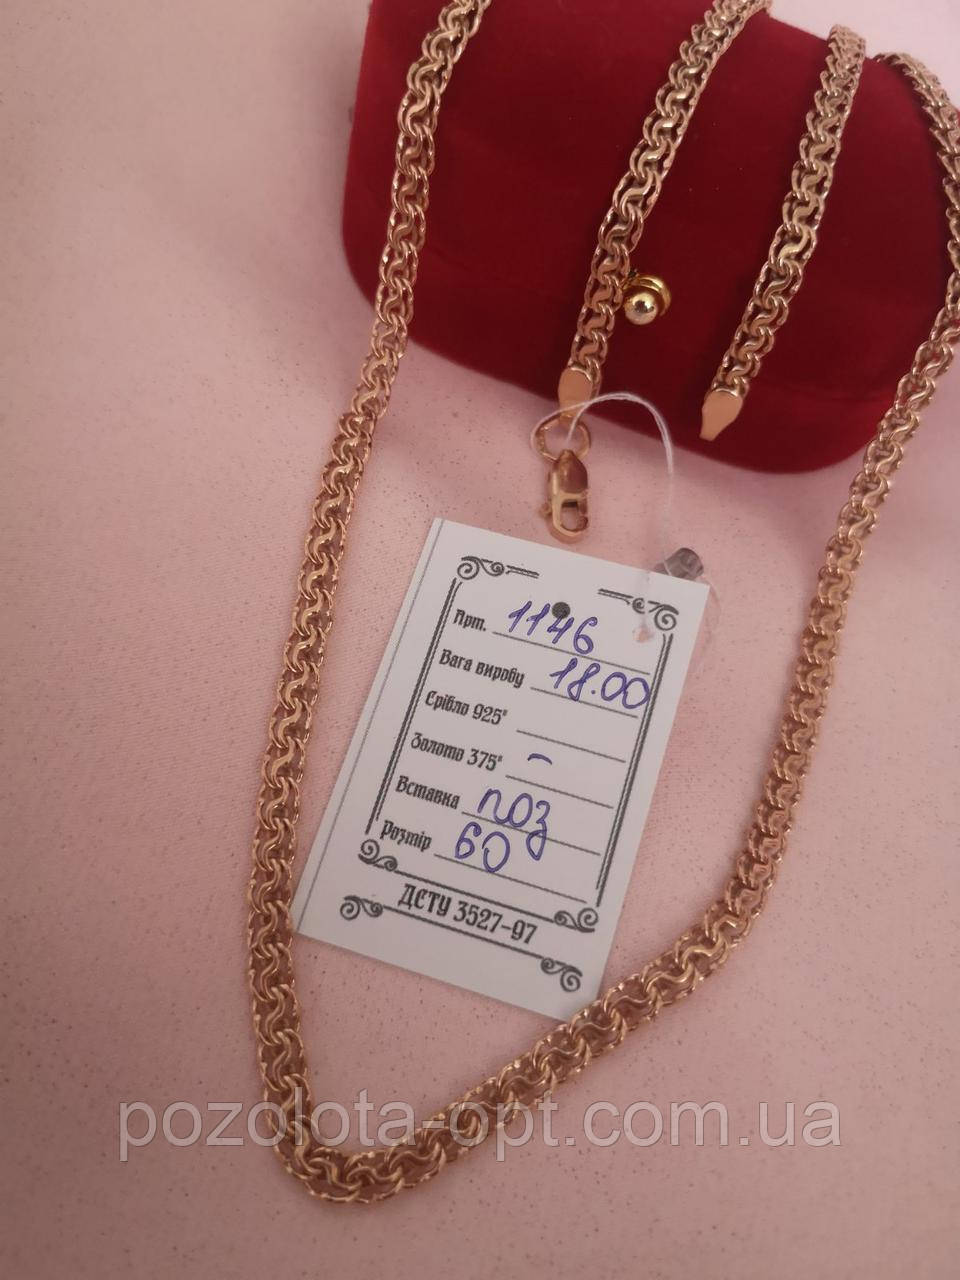 Арт. 1146
Вага виробу 18.00
Срібло 925°
Золото 375° –
Вставка поз
Розмір 60
ДСТУ 3527-97
pozolota-opt.com.ua